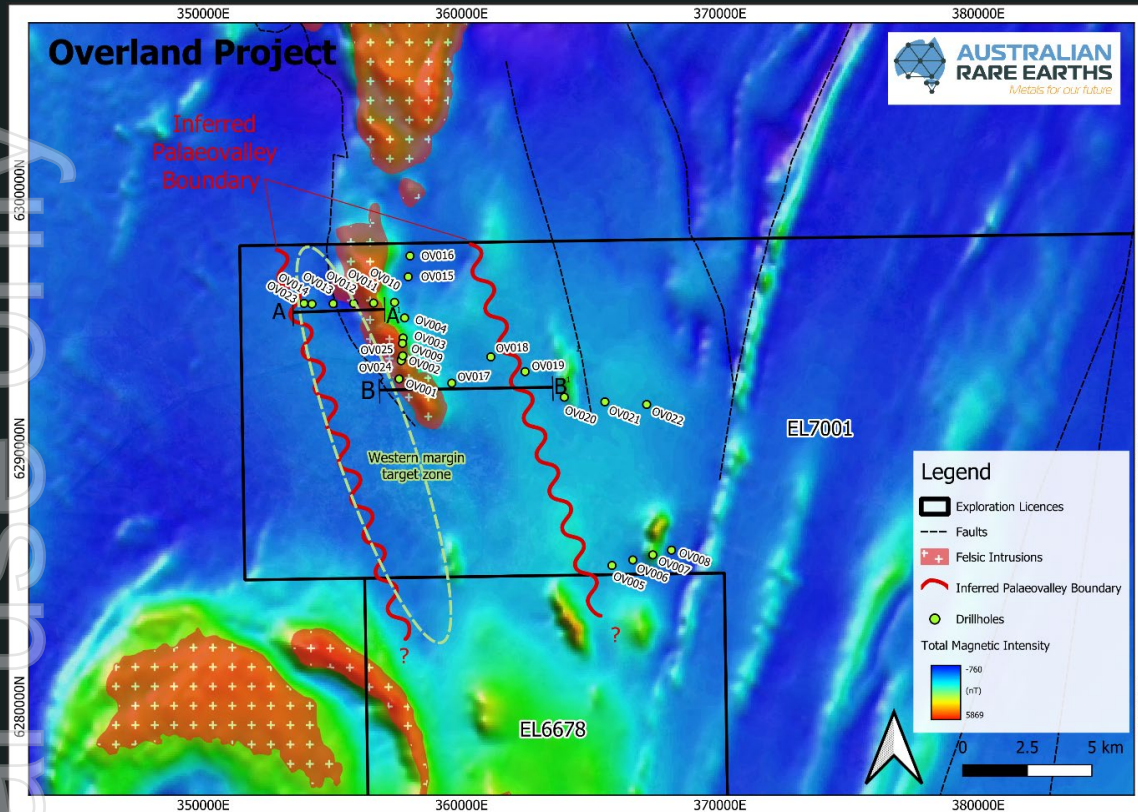 350000E
360000E
370000E
380000E
Overland Project
AUSTRALIAN
RARE EARTHS
Metals for our future
Inferred
Palaeovalley
Boundary
6300000N
OV016
OV015
OV010
OV011
OV012
OV013
OV014
OV023
A
A'
OV004
OV003
OV025
OV009
OV002
OV024
OV018
OV019
OV017
OV001
B
B'
OV020
OV021
OV022
EL7001
6290000N
Western margin
target zone
OV008
OV007
OV006
OV005
?
?
EL6678
6280000N
Legend
Exploration Licences
Faults
Felsic Intrusions
Inferred Palaeovalley Boundary
Drillholes
Total Magnetic Intensity
-760
(nT)
5869
0 2.5 5 km
350000E
360000E
370000E
380000E